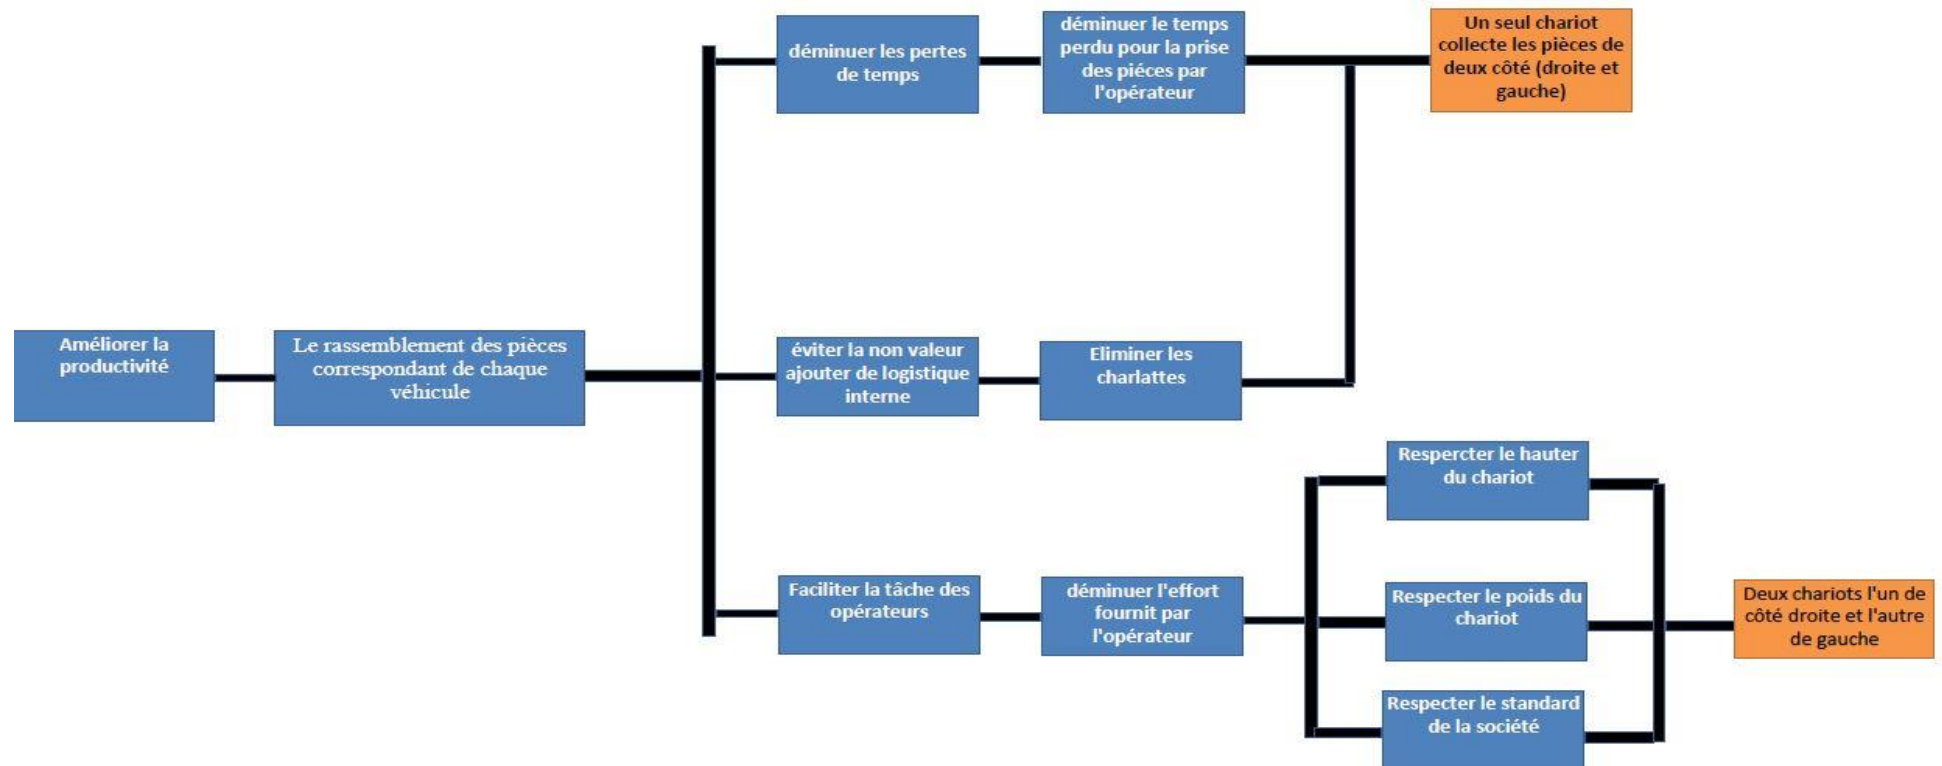 déminuer les pertes
de temps
déminuer le temps
perdu pour la prise
des piéces par
l'opérateur
Un seul chariot
collecte les pièces de
deux côté (droite et
gauche)
Améliorer la
productivité
Le rassemblement des pièces
correspondant de chaque
véhicule
éviter la non valeur
ajouter de logistique
interne
Eliminer les
charlattes
Faciliter la tâche des
opérateurs
déminuer l'effort
fournit par
l'opérateur
Respercter le hauter
du chariot
Respecter le poids du
chariot
Respecter le standard
de la société
Deux chariots l'un de
côté droite et l'autre
de gauche